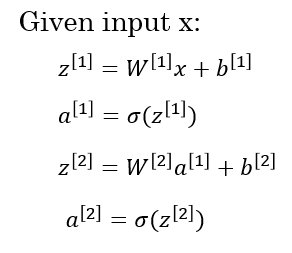 Given input x:
z[1] = W[1]x + b[1]
a[1] = σ(z[1])
z[2] = W[2]a[1] + b[2]
a[2] = σ(z[2])